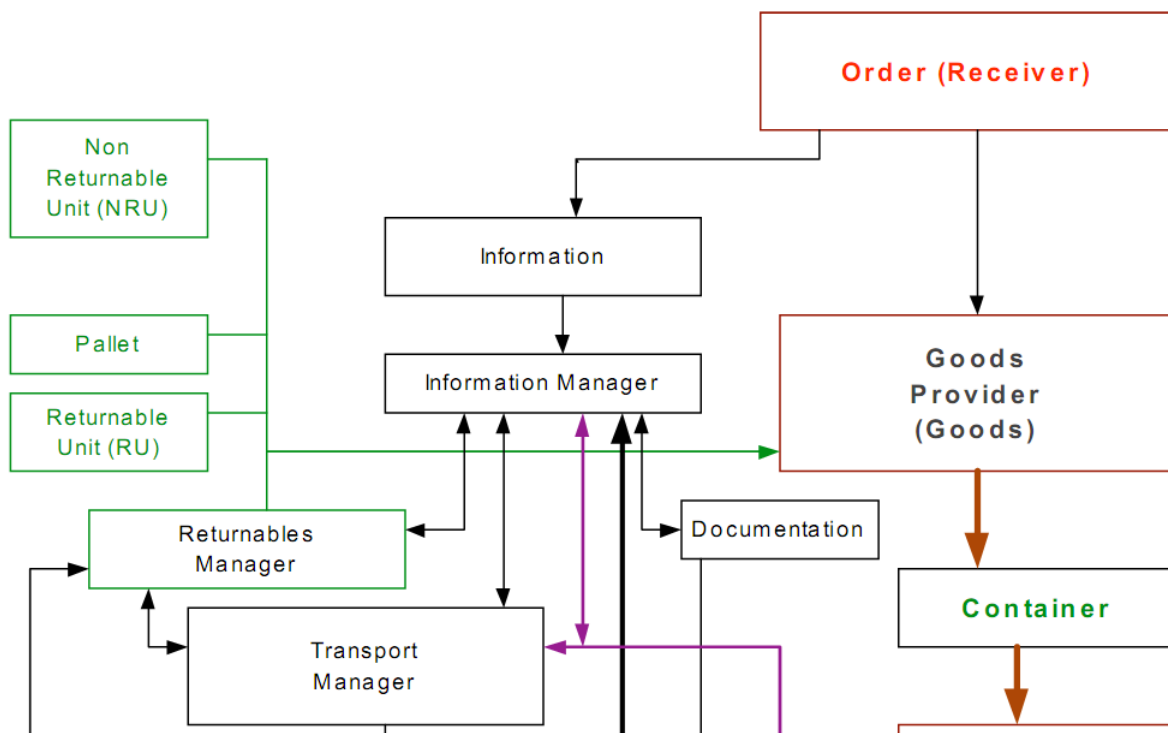 Order (Receiver)
Non
Returnable
Unit (NRU)
Information
Pallet
Information Manager
Goods
Provider
(Goods)
Returnable
Unit (RU)
Returnables
Manager
Documentation
Container
Transport
Manager